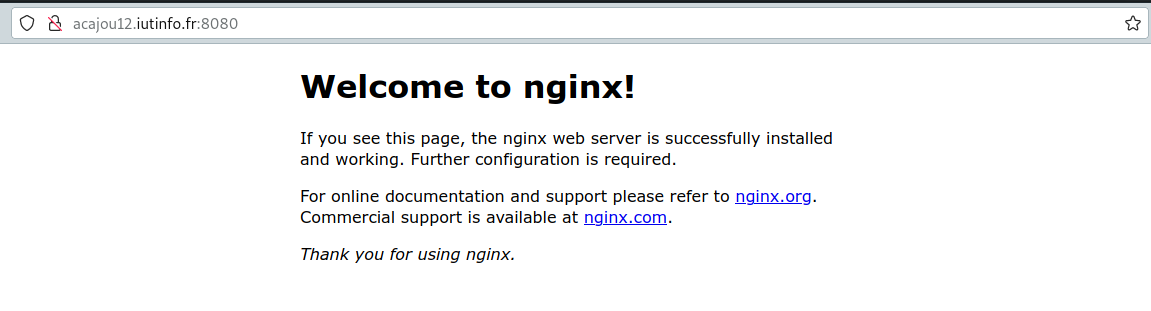 acajou12.iutinfo.fr:8080
Welcome to nginx!
If you see this page, the nginx web server is successfully installed
and working. Further configuration is required.
For online documentation and support please refer to nginx.org.
Commercial support is available at nginx.com.
Thank you for using nginx.